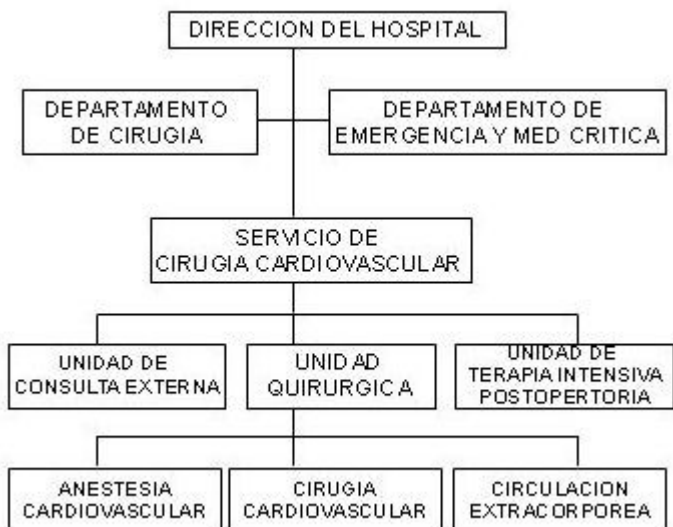 DIRECCION DEL HOSPITAL
DEPARTAMENTO
DE CIRUGIA
DEPARTAMENTO DE
EMERGENCIA Y MED CRITICA
SERVICIO DE
CIRUGIA CARDIOVASCULAR
UNIDAD DE
CONSULTA EXTERNA
UNIDAD
QUIRURGICA
UNIDAD DE
TERAPIA INTENSIVA
POSTOPERTORIA
ANESTESIA
CARDIOVASCULAR
CIRUGIA
CARDIOVASCULAR
CIRCULACION
EXTRACORPOREA